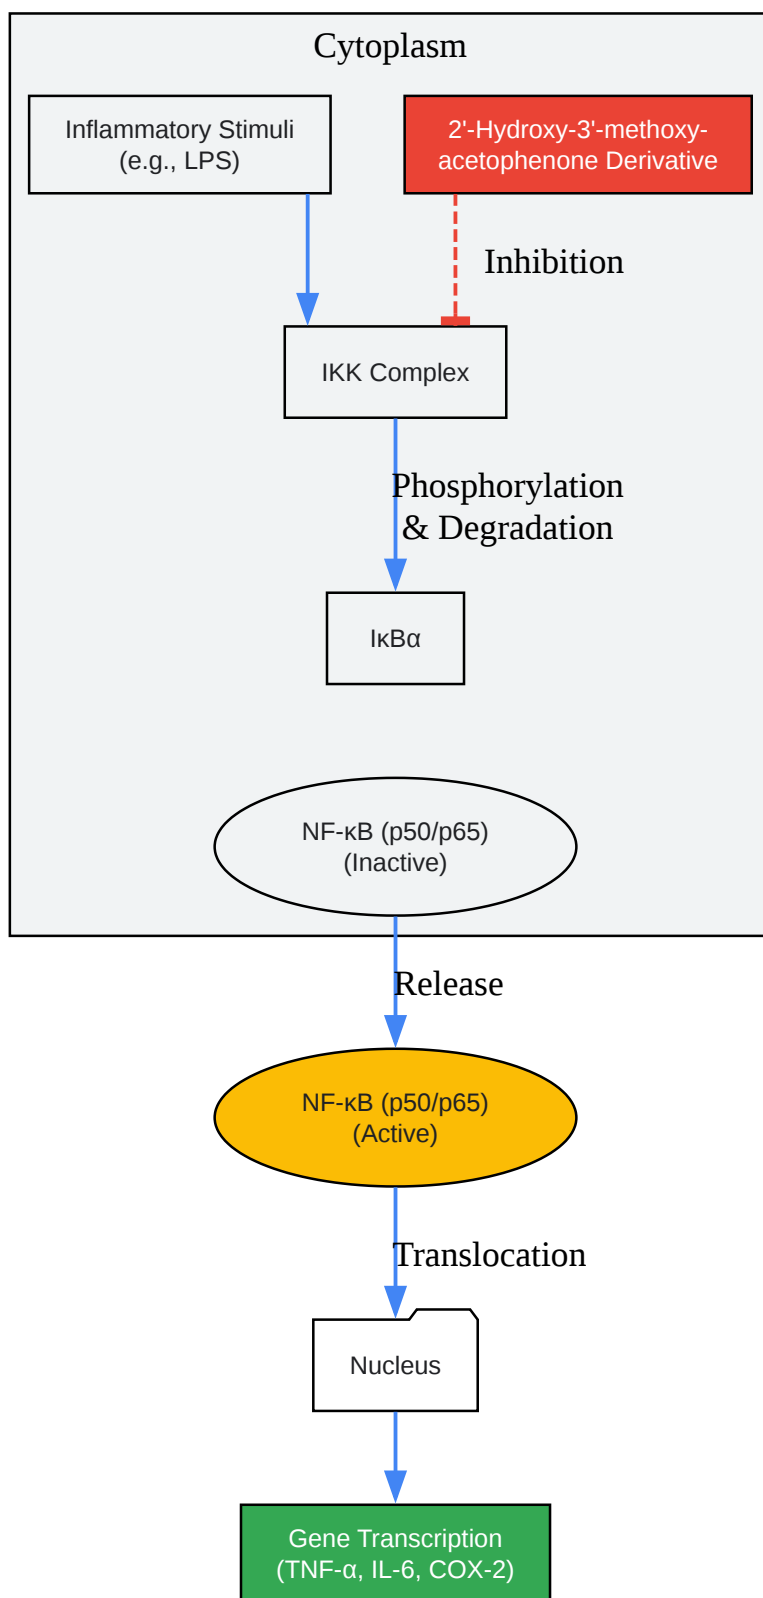 Cytoplasm
Inflammatory Stimuli
(e.g., LPS)
2'-Hydroxy-3'-methoxy-
acetophenone Derivative
Inhibition
IKK Complex
Phosphorylation
& Degradation
IκBα
NF-κB (p50/p65)
(Inactive)
Release
NF-κB (p50/p65)
(Active)
Translocation
Nucleus
Gene Transcription
(TNF-α, IL-6, COX-2)